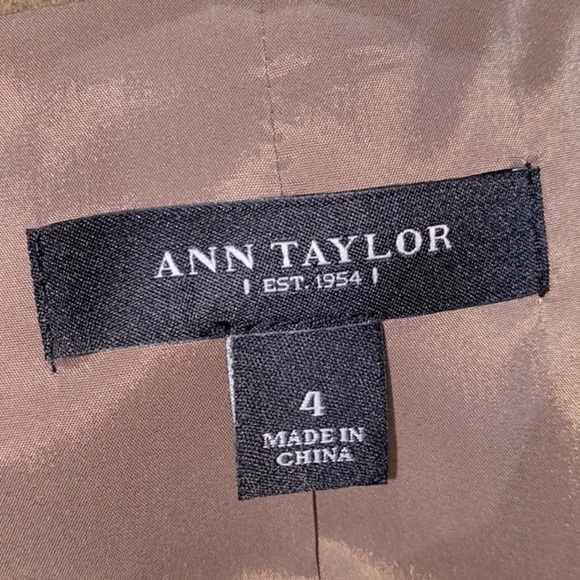 ANN TAYLOR
EST. 1954
4
MADE IN
CHINA